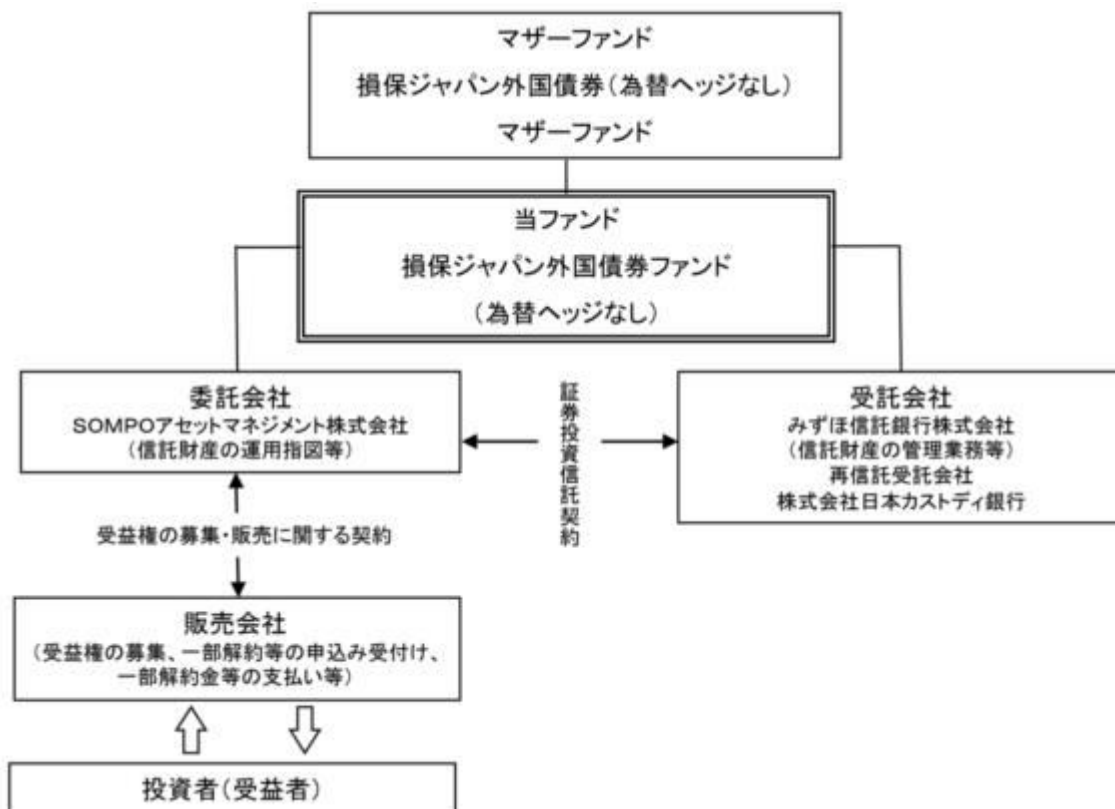 マザーファンド
損保ジャパン外国債券(為替ヘッジなし)
マザーファンド
当ファンド
損保ジャパン外国債券ファンド
(為替ヘッジなし)
委託会社
SOMPOアセットマネジメント株式会社
(信託財産の運用指図等)
証券投資信託契約
受託会社
みずほ信託銀行株式会社
(信託財産の管理業務等)
再信託受託会社
株式会社日本カストディ銀行
受益権の募集・販売に関する契約
販売会社
(受益権の募集、一部解約等の申込み受付け、
一部解約金等の支払い等)
投資者(受益者)